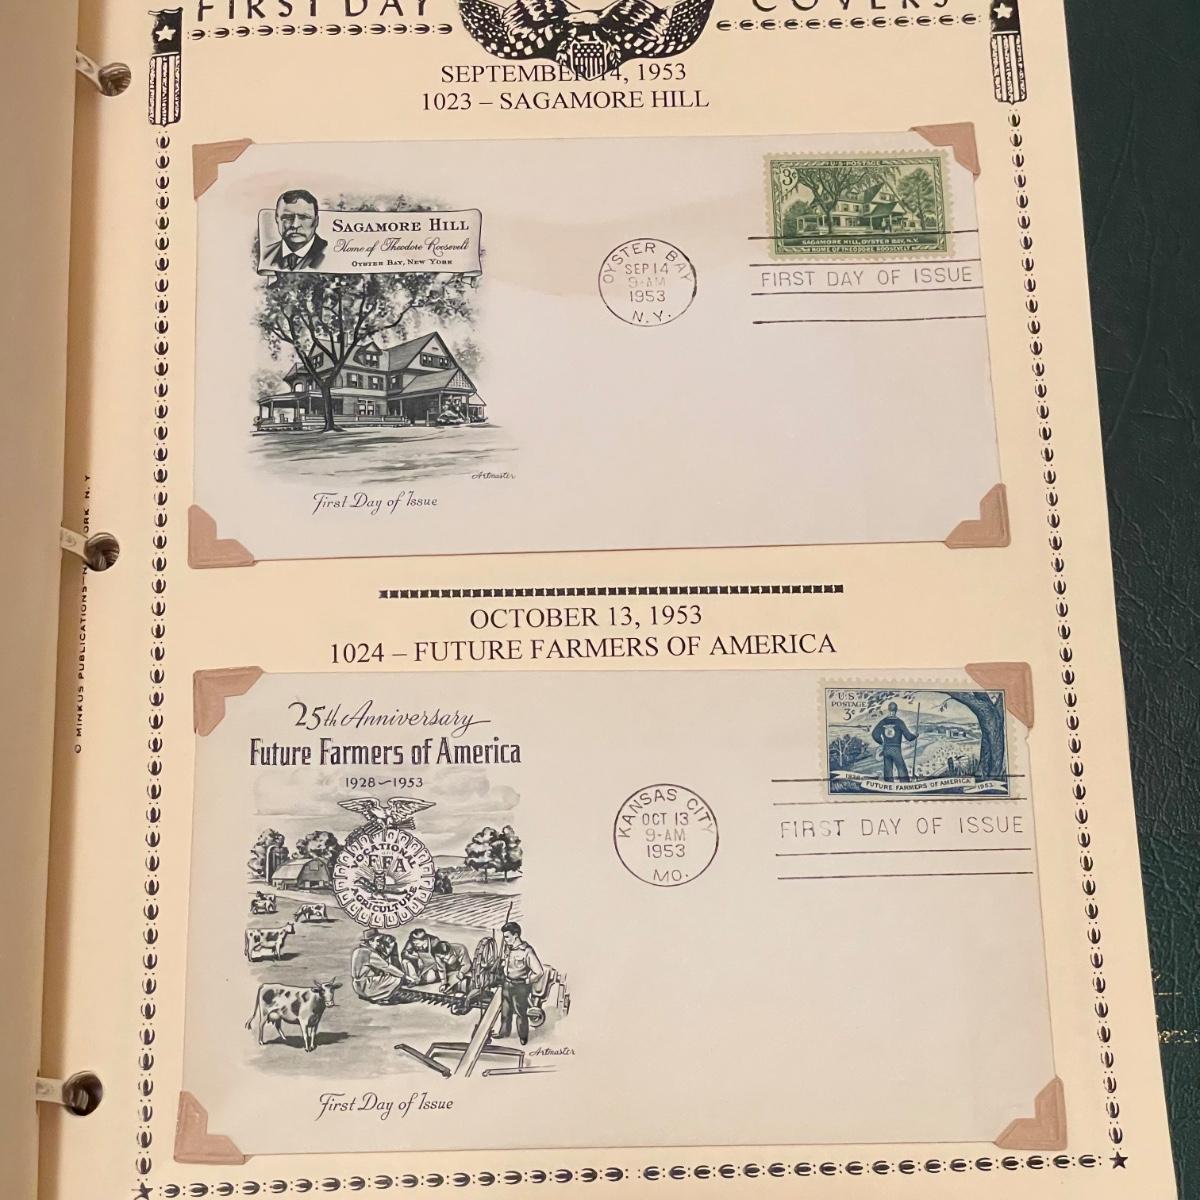 FIRST DAY COVERS
SEPTEMBER 14, 1953
1023 – SAGAMORE HILL
SAGAMORE HILL
Home of Theodore Roosevelt
OYSTER BAY, NEW YORK
Artmaster
First Day of Issue
OYSTER BAY
SEP 14
9-AM
1953
N.Y.
U.S. POSTAGE
3¢
SAGAMORE HILL, OYSTER BAY, N.Y.
HOME OF THEODORE ROOSEVELT
FIRST DAY OF ISSUE
OCTOBER 13, 1953
1024 – FUTURE FARMERS OF AMERICA
25th Anniversary
Future Farmers of America
1928–1953
VOCATIONAL
FFA
AGRICULTURE
Artmaster
First Day of Issue
KANSAS CITY
OCT 13
9-AM
1953
MO.
U.S.
POSTAGE
3¢
1928 FUTURE FARMERS OF AMERICA 1953
FIRST DAY OF ISSUE
© MINKUS PUBLICATIONS—N. Y